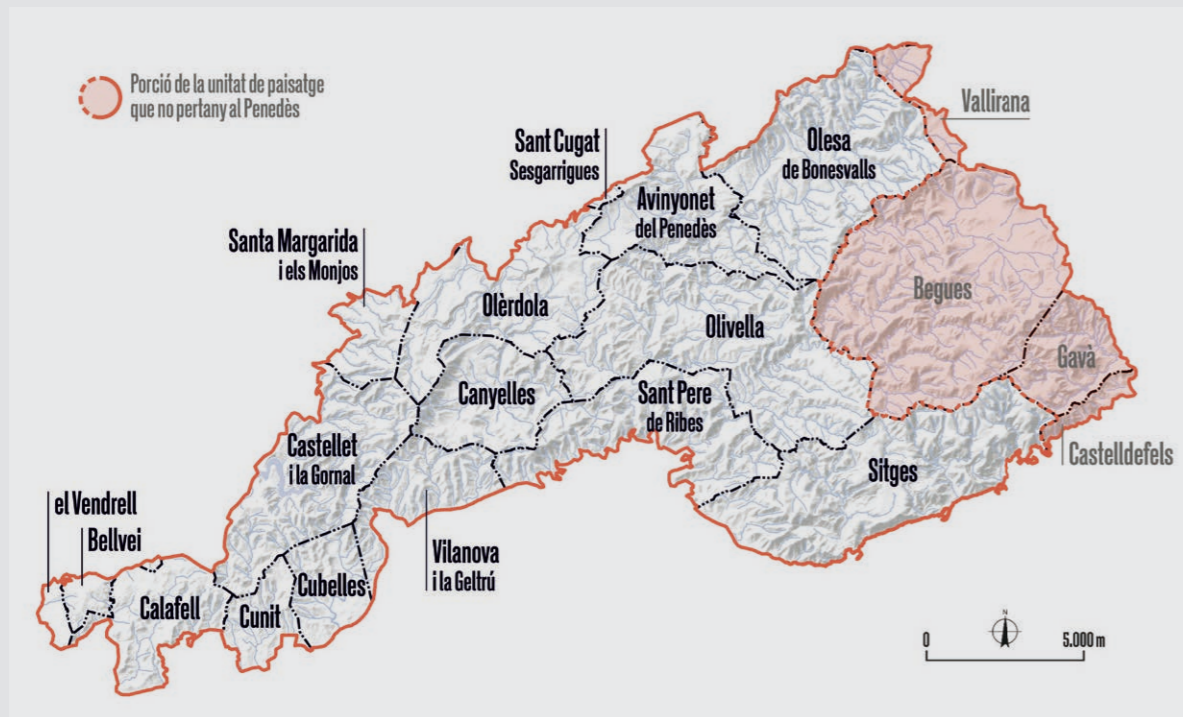 Porció de la unitat de paisatge
que no pertany al Penedès
Vallirana
Sant Cugat
Sesgarrigues
Olesa
de Bonesvalls
Avinyonet
del Penedès
Santa Margarida
i els Monjos
Olèrdola
Begues
Olivella
Gavà
Canyelles
Sant Pere
de Ribes
Castellet
i la Gornal
Castelldefels
Sitges
el Vendrell
Bellvei
Vilanova
i la Geltrú
Cubelles
Calafell
Cunit
N
0
5.000 m